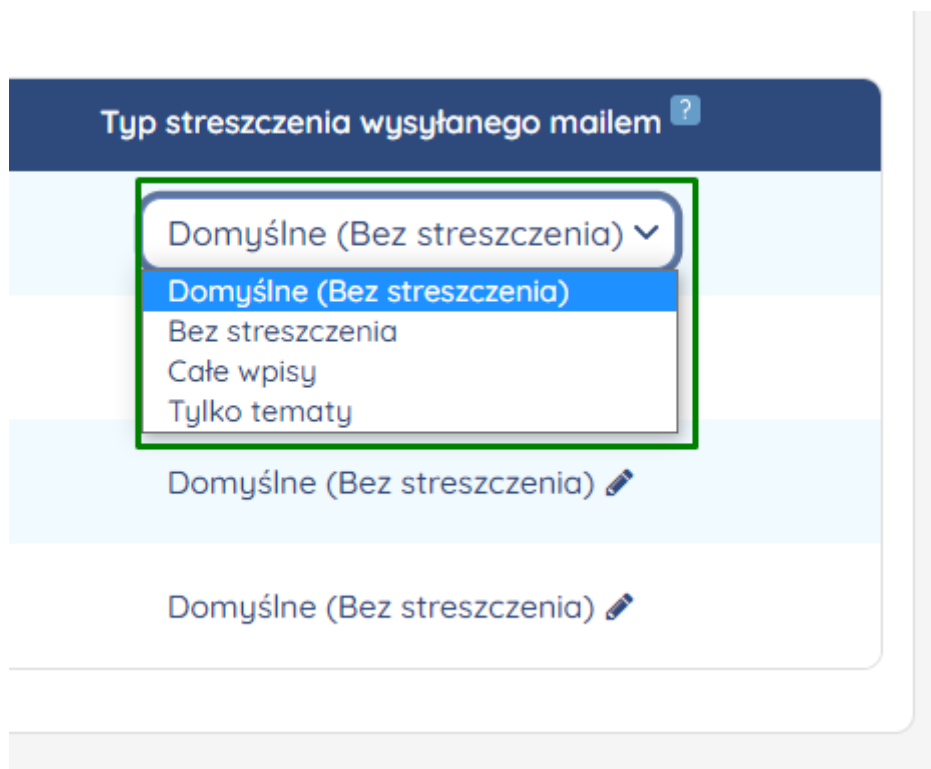 Typ streszczenia wysyłanego mailem ?
Domyślne (Bez streszczenia)
Domyślne (Bez streszczenia)
Bez streszczenia
Całe wpisy
Tylko tematy
Domyślne (Bez streszczenia)
Domyślne (Bez streszczenia)